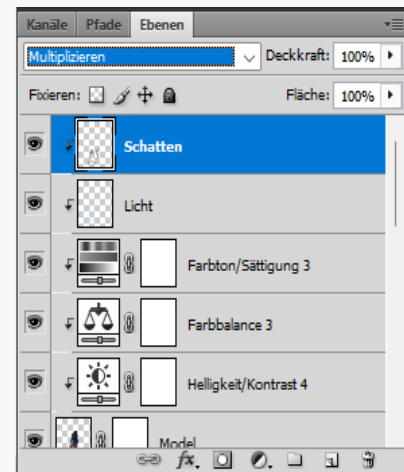 Kanäle Pfade Ebenen
Multiplizieren Deckkraft: 100%
Fixieren: Fläche: 100%
Schatten
Licht
Farbton/Sättigung 3
Farbbalance 3
Helligkeit/Kontrast 4
Model
fx.